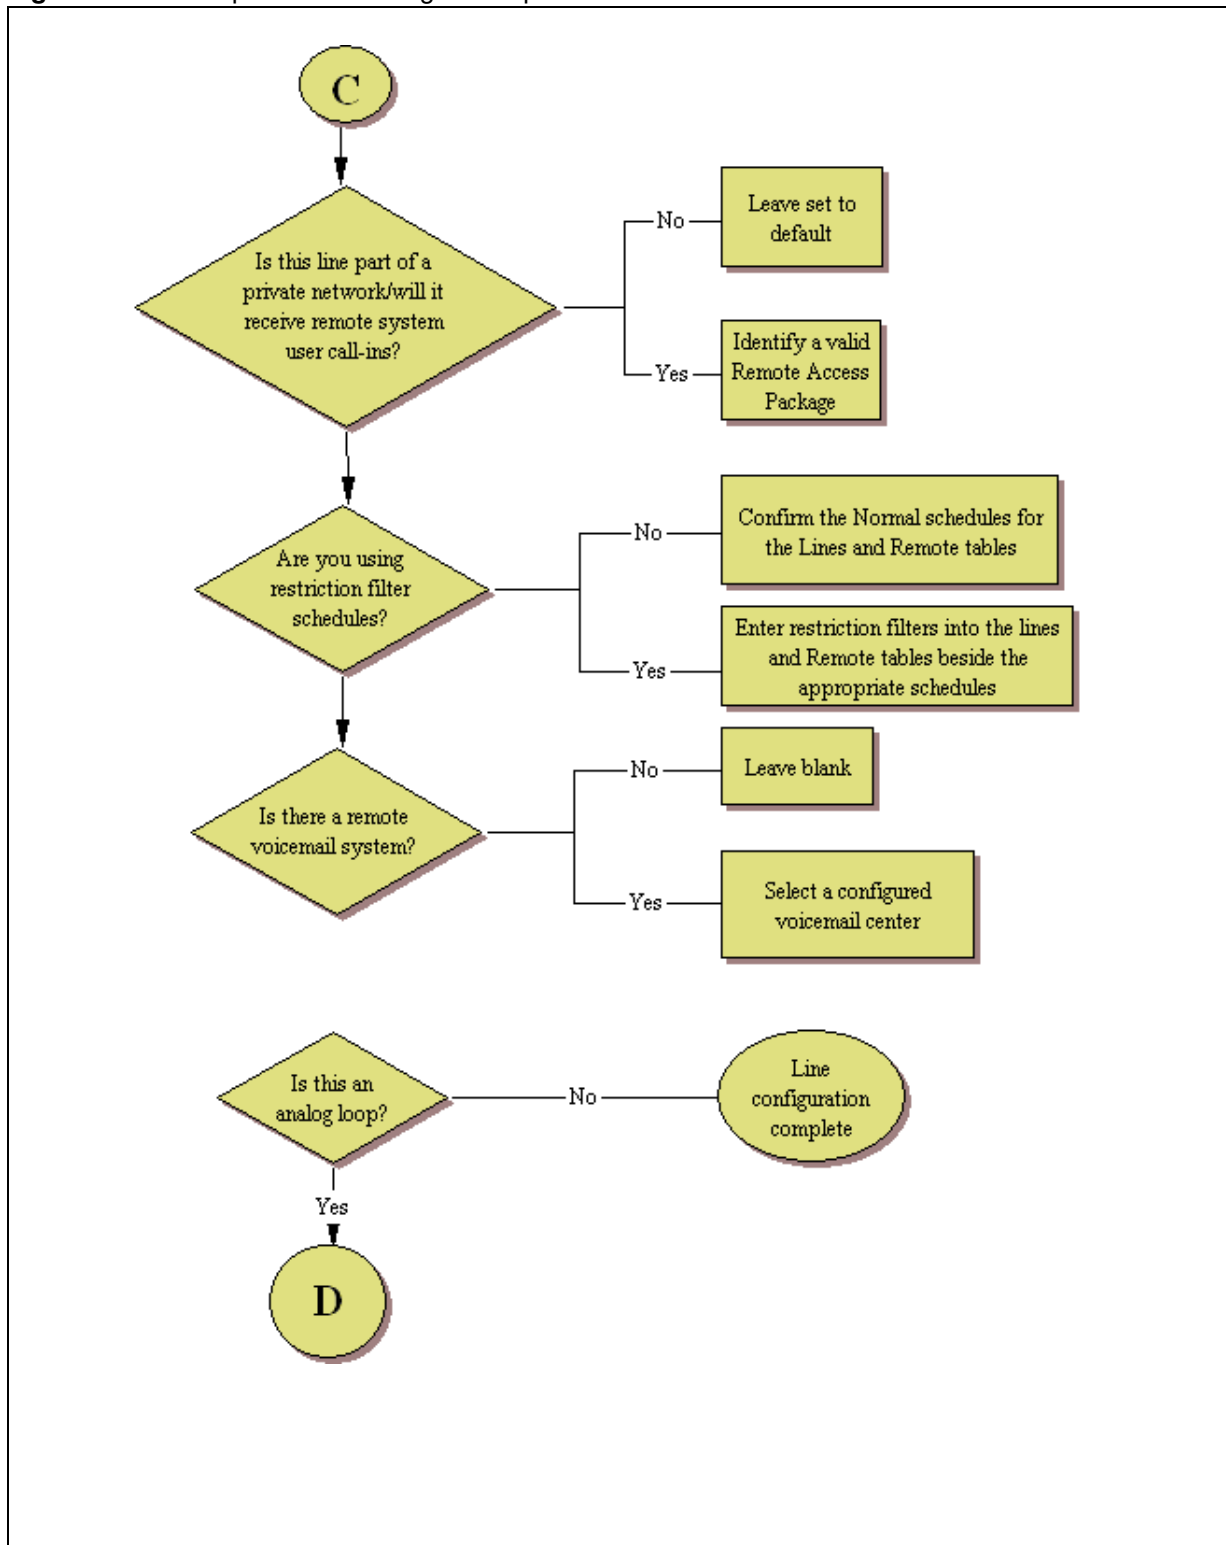 C
Is this line part of a
private network/will it
receive remote system
user call-ins?
No
Leave set to
default
Yes
Identify a valid
Remote Access
Package
Are you using
restriction filter
schedules?
No
Confirm the Normal schedules for
the Lines and Remote tables
Yes
Enter restriction filters into the lines
and Remote tables beside the
appropriate schedules
Is there a remote
voicemail system?
No
Leave blank
Yes
Select a configured
voicemail center
Is this an
analog loop?
No
Line
configuration
complete
Yes
D